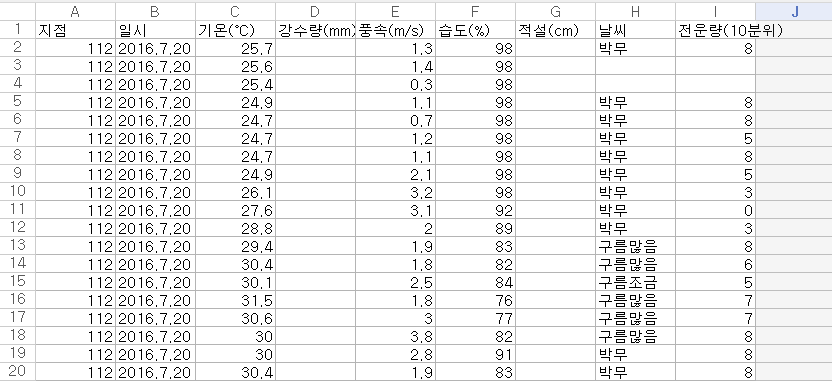 A B C D E F G H I J
1 지점 일시 기온(℃) 강수량(mm) 풍속(m/s) 습도(%) 적설(cm) 날씨 전운량(10분위)
2 112 2016.7.20 25.7 1.3 98 박무 8
3 112 2016.7.20 25.6 1.4 98
4 112 2016.7.20 25.4 0.3 98
5 112 2016.7.20 24.9 1.1 98 박무 8
6 112 2016.7.20 24.7 0.7 98 박무 8
7 112 2016.7.20 24.7 1.2 98 박무 5
8 112 2016.7.20 24.7 1.1 98 박무 8
9 112 2016.7.20 24.9 2.1 98 박무 5
10 112 2016.7.20 26.1 3.2 98 박무 3
11 112 2016.7.20 27.6 3.1 92 박무 0
12 112 2016.7.20 28.8 2 89 박무 3
13 112 2016.7.20 29.4 1.9 83 구름많음 8
14 112 2016.7.20 30.4 1.8 82 구름많음 6
15 112 2016.7.20 30.1 2.5 84 구름조금 5
16 112 2016.7.20 31.5 1.8 76 구름많음 7
17 112 2016.7.20 30.6 3 77 구름많음 7
18 112 2016.7.20 30 3.8 82 구름많음 8
19 112 2016.7.20 30 2.8 91 박무 8
20 112 2016.7.20 30.4 1.9 83 박무 8